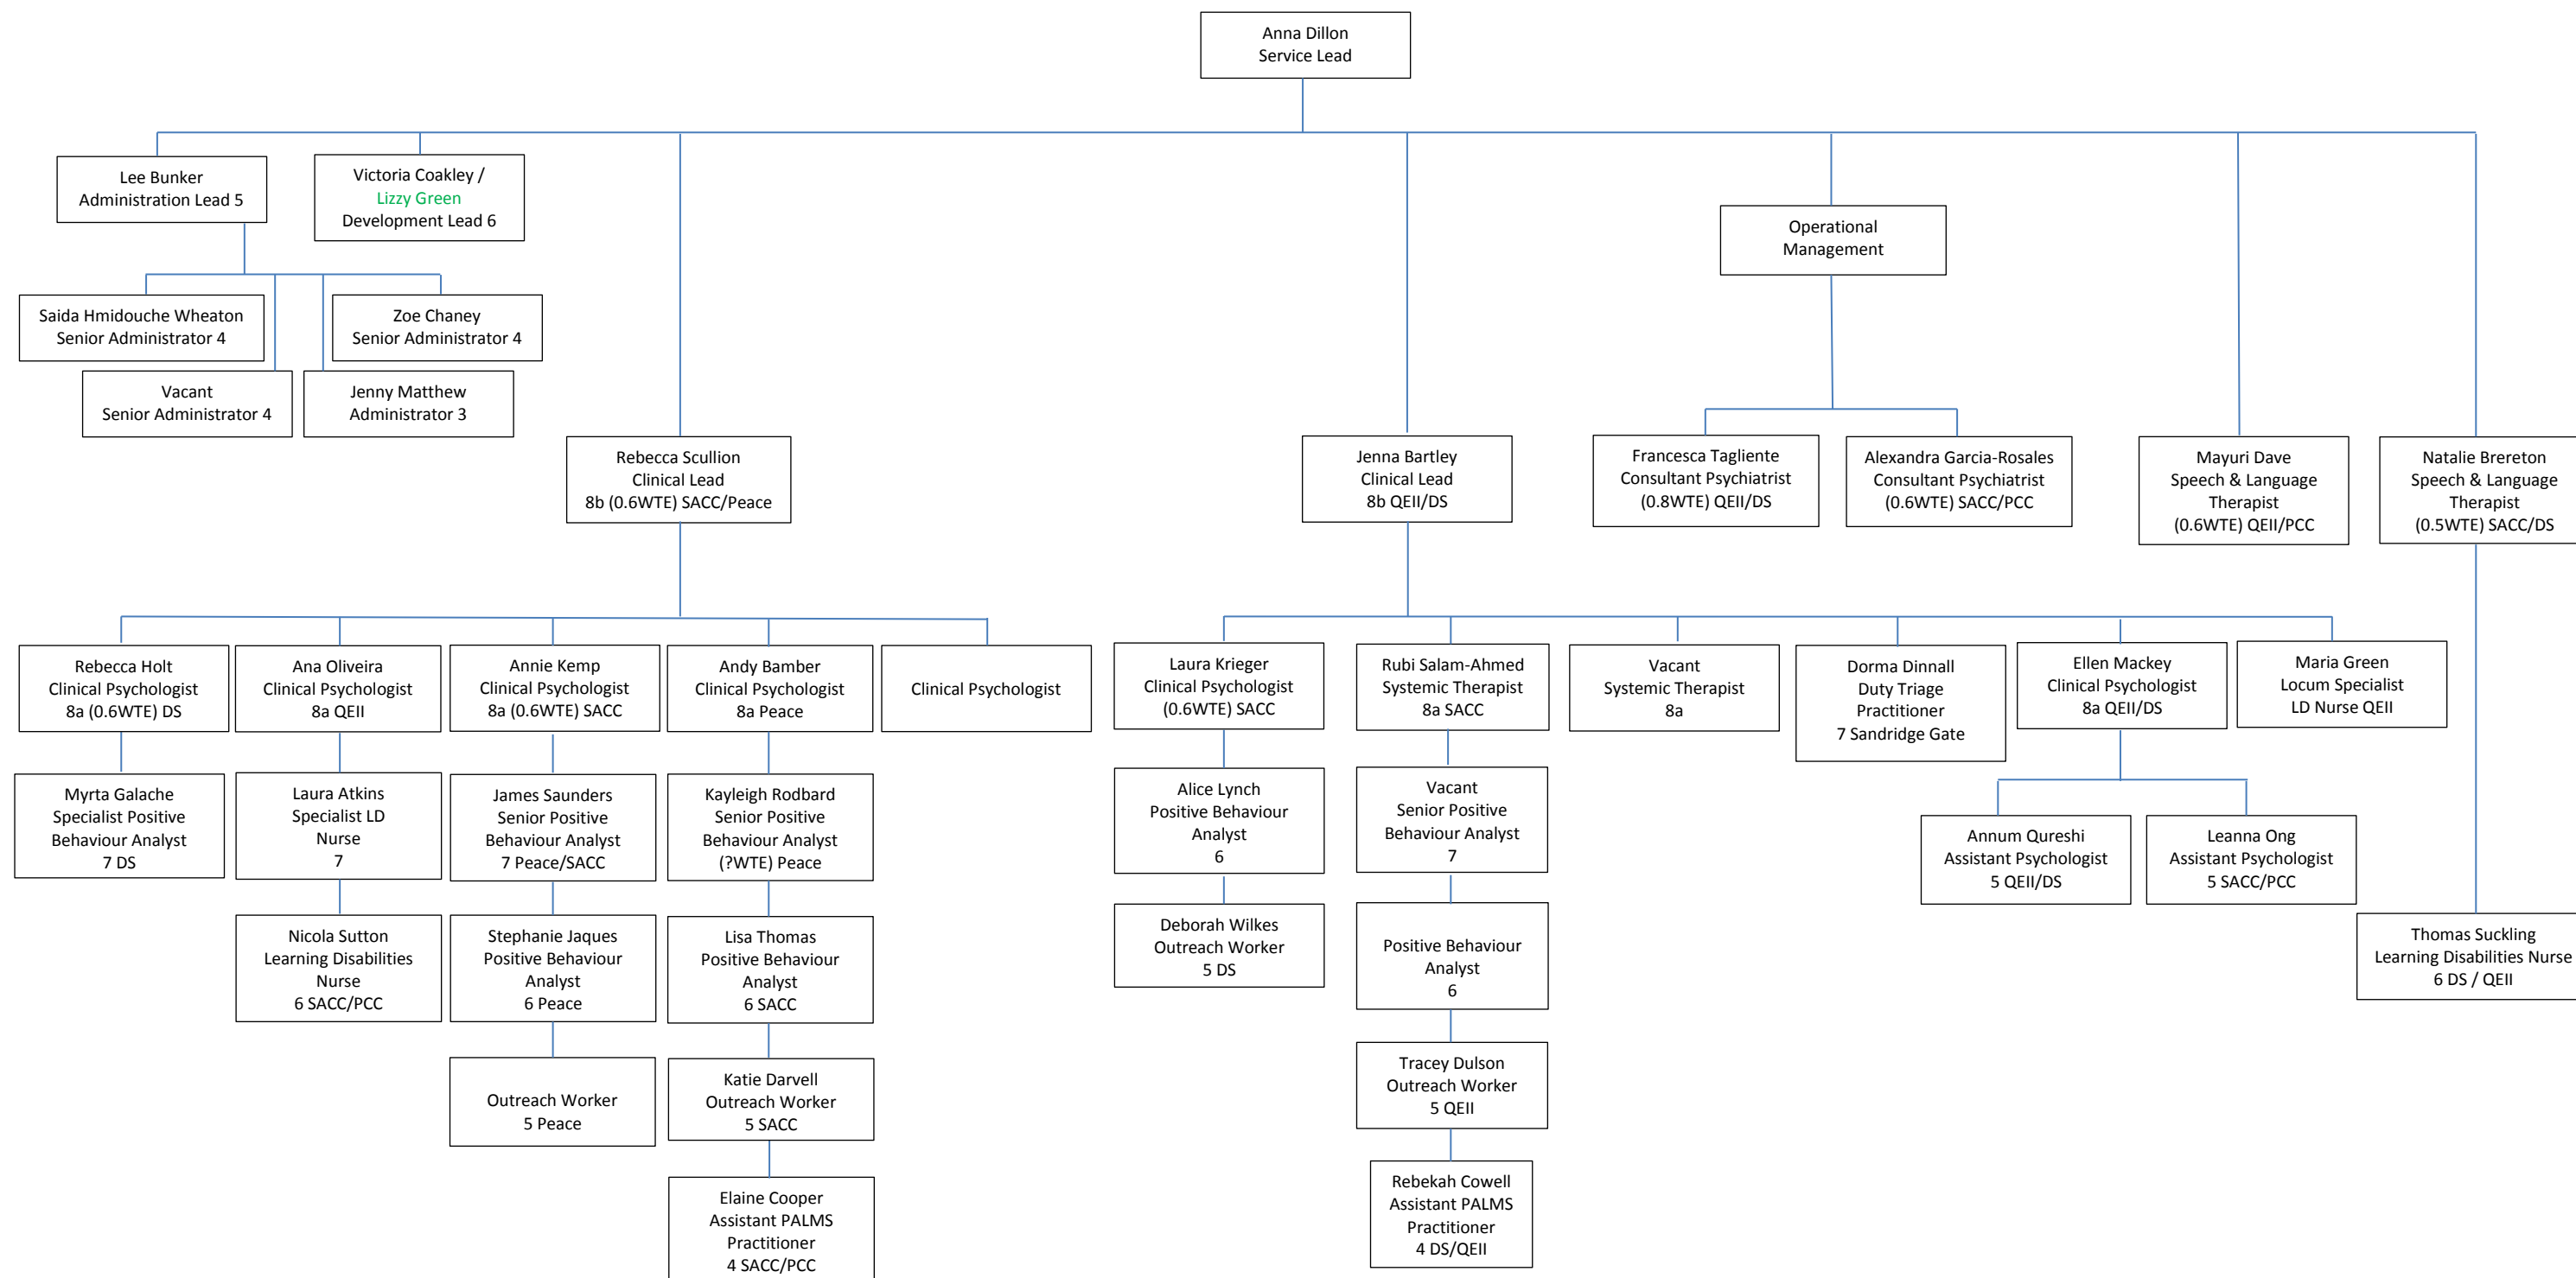 Anna Dillon
Service Lead
Lee Bunker
Administration Lead 5
Victoria Coakley /
Lizzy Green
Development Lead 6
Operational
Management
Saida Hmidouche Wheaton
Senior Administrator 4
Zoe Chaney
Senior Administrator 4
Vacant
Senior Administrator 4
Jenny Matthew
Administrator 3
Rebecca Scullion
Clinical Lead
8b (0.6WTE) SACC/Peace
Jenna Bartley
Clinical Lead
8b QEII/DS
Francesca Tagliente
Consultant Psychiatrist
(0.8WTE) QEII/DS
Alexandra Garcia-Rosales
Consultant Psychiatrist
(0.6WTE) SACC/PCC
Mayuri Dave
Speech & Language
Therapist
(0.6WTE) QEII/PCC
Natalie Brereton
Speech & Language
Therapist
(0.5WTE) SACC/DS
Rebecca Holt
Clinical Psychologist
8a (0.6WTE) DS
Ana Oliveira
Clinical Psychologist
8a QEII
Annie Kemp
Clinical Psychologist
8a (0.6WTE) SACC
Andy Bamber
Clinical Psychologist
8a Peace
Clinical Psychologist
Laura Krieger
Clinical Psychologist
(0.6WTE) SACC
Rubi Salam-Ahmed
Systemic Therapist
8a SACC
Vacant
Systemic Therapist
8a
Dorma Dinnall
Duty Triage
Practitioner
7 Sandridge Gate
Ellen Mackey
Clinical Psychologist
8a QEII/DS
Maria Green
Locum Specialist
LD Nurse QEII
Myrta Galache
Specialist Positive
Behaviour Analyst
7 DS
Laura Atkins
Specialist LD
Nurse
7
James Saunders
Senior Positive
Behaviour Analyst
7 Peace/SACC
Kayleigh Rodbard
Senior Positive
Behaviour Analyst
(?WTE) Peace
Alice Lynch
Positive Behaviour
Analyst
6
Vacant
Senior Positive
Behaviour Analyst
7
Annum Qureshi
Assistant Psychologist
5 QEII/DS
Leanna Ong
Assistant Psychologist
5 SACC/PCC
Nicola Sutton
Learning Disabilities
Nurse
6 SACC/PCC
Stephanie Jaques
Positive Behaviour
Analyst
6 Peace
Lisa Thomas
Positive Behaviour
Analyst
6 SACC
Deborah Wilkes
Outreach Worker
5 DS
Positive Behaviour
Analyst
6
Thomas Suckling
Learning Disabilities Nurse
6 DS / QEII
Outreach Worker
5 Peace
Katie Darvell
Outreach Worker
5 SACC
Tracey Dulson
Outreach Worker
5 QEII
Elaine Cooper
Assistant PALMS
Practitioner
4 SACC/PCC
Rebekah Cowell
Assistant PALMS
Practitioner
4 DS/QEII